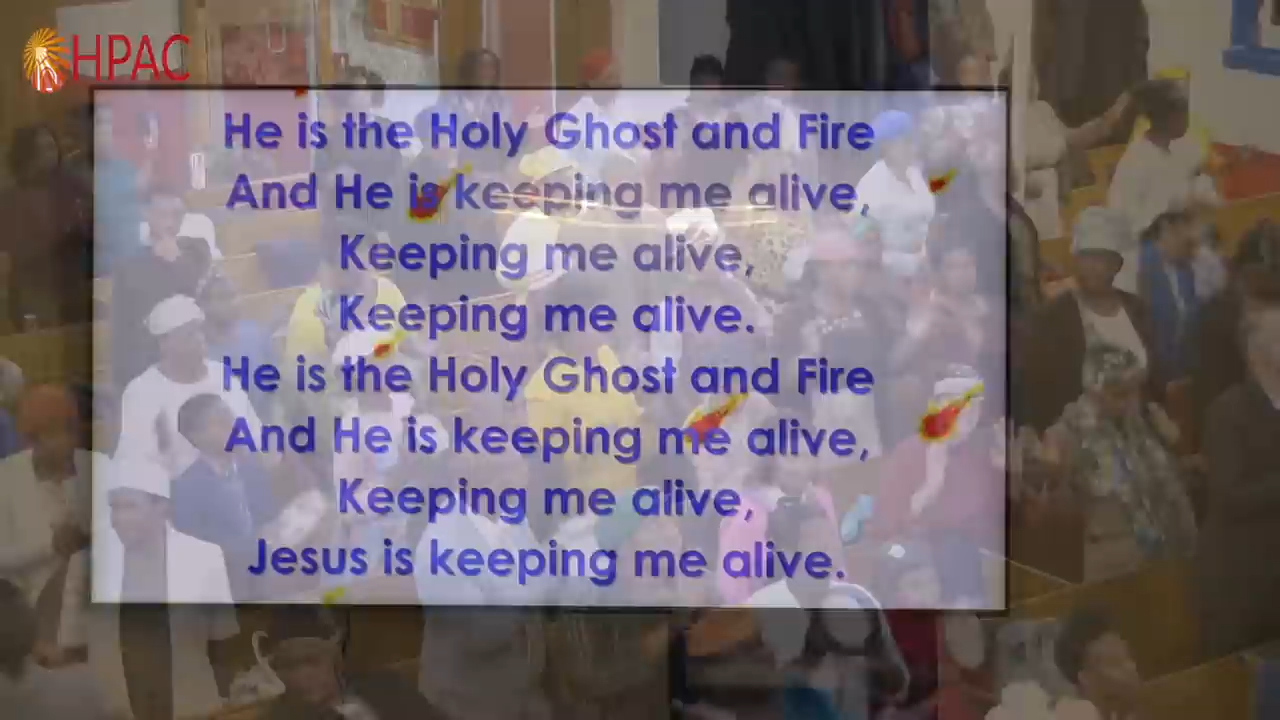 HPAC
He is the Holy Ghost and Fire
And He is keeping me alive,
Keeping me alive,
Keeping me alive.
He is the Holy Ghost and Fire
And He is keeping me alive,
Keeping me alive,
Jesus is keeping me alive.